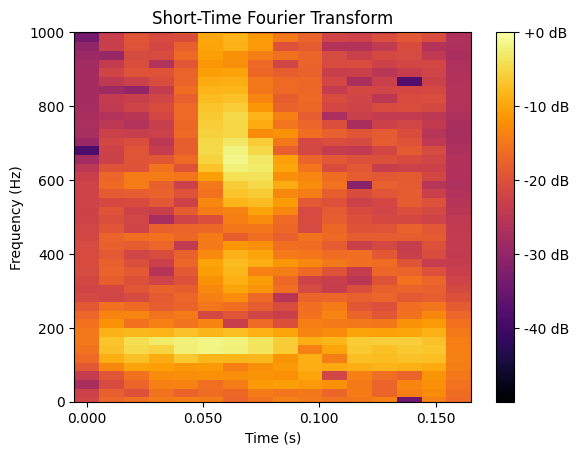 Short-Time Fourier Transform
Frequency (Hz)
1000
800
600
400
200
0
0.000
0.050
0.100
0.150
Time (s)
+0 dB
-10 dB
-20 dB
-30 dB
-40 dB